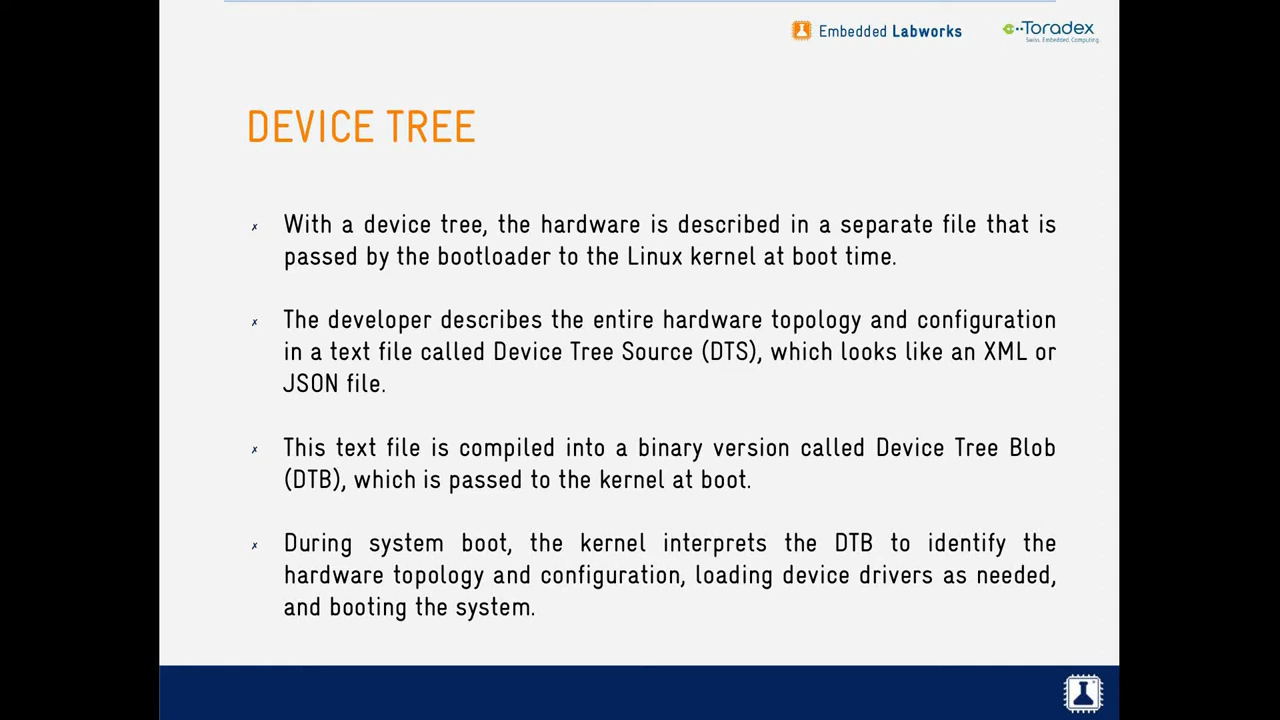 Embedded Labworks
Toradex
Swiss. Embedded. Computing.
DEVICE TREE
✗ With a device tree, the hardware is described in a separate file that is
passed by the bootloader to the Linux kernel at boot time.
✗ The developer describes the entire hardware topology and configuration
in a text file called Device Tree Source (DTS), which looks like an XML or
JSON file.
✗ This text file is compiled into a binary version called Device Tree Blob
(DTB), which is passed to the kernel at boot.
✗ During system boot, the kernel interprets the DTB to identify the
hardware topology and configuration, loading device drivers as needed,
and booting the system.